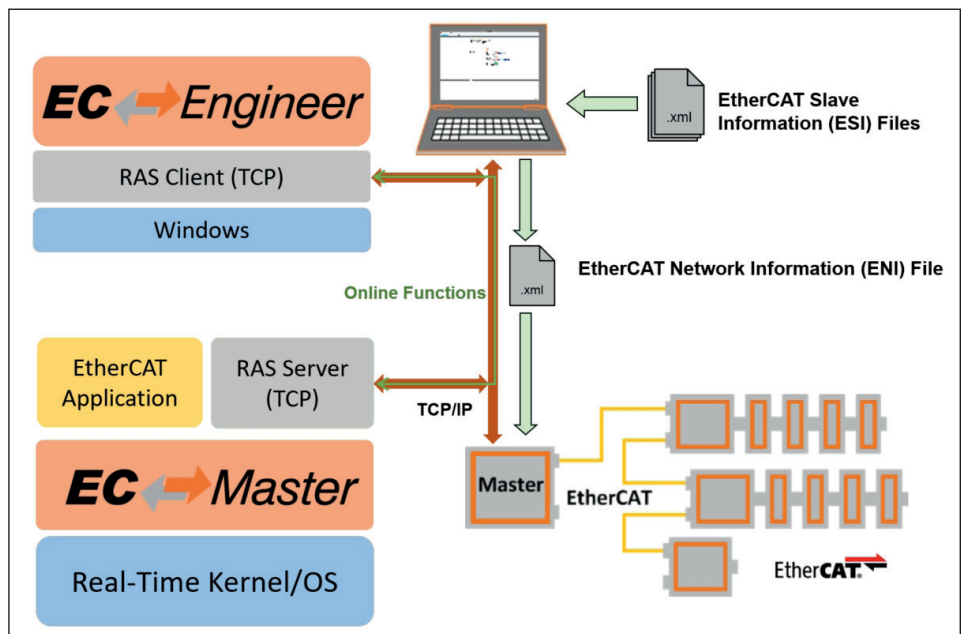 EC Engineer
RAS Client (TCP)
Windows
.xml
EtherCAT Slave
Information (ESI) Files
.xml
EtherCAT Network Information (ENI) File
Online Functions
EtherCAT
Application
RAS Server
(TCP)
TCP/IP
EC Master
Real-Time Kernel/OS
Master
EtherCAT
EtherCAT®